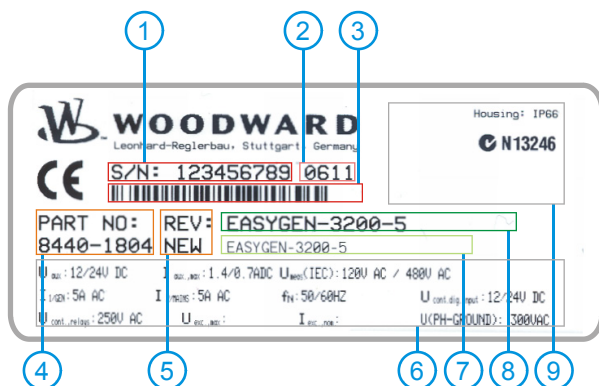 1 2 3
WOODWARD
Leonhard-Reglerbau, Stuttgart Germany
Housing: IP66
N13246
CE
S/N: 123456789 0611
PART NO: REV: EASYGEN-3200-5
8440-1804 NEW EASYGEN-3200-5
U aux:12/24V DC I aux.,max:1.4/0.7ADC Umeas(IEC):120V AC / 480V AC
I 1/GEN:5A AC I 1/MAINS:5A AC fN:50/60HZ U cont.dig.input:12/24V DC
U cont.,relays:250V AC U exc.,max: I exc.,nom.: U(PH-GROUND): 300VAC
4 5 6 7 8 9